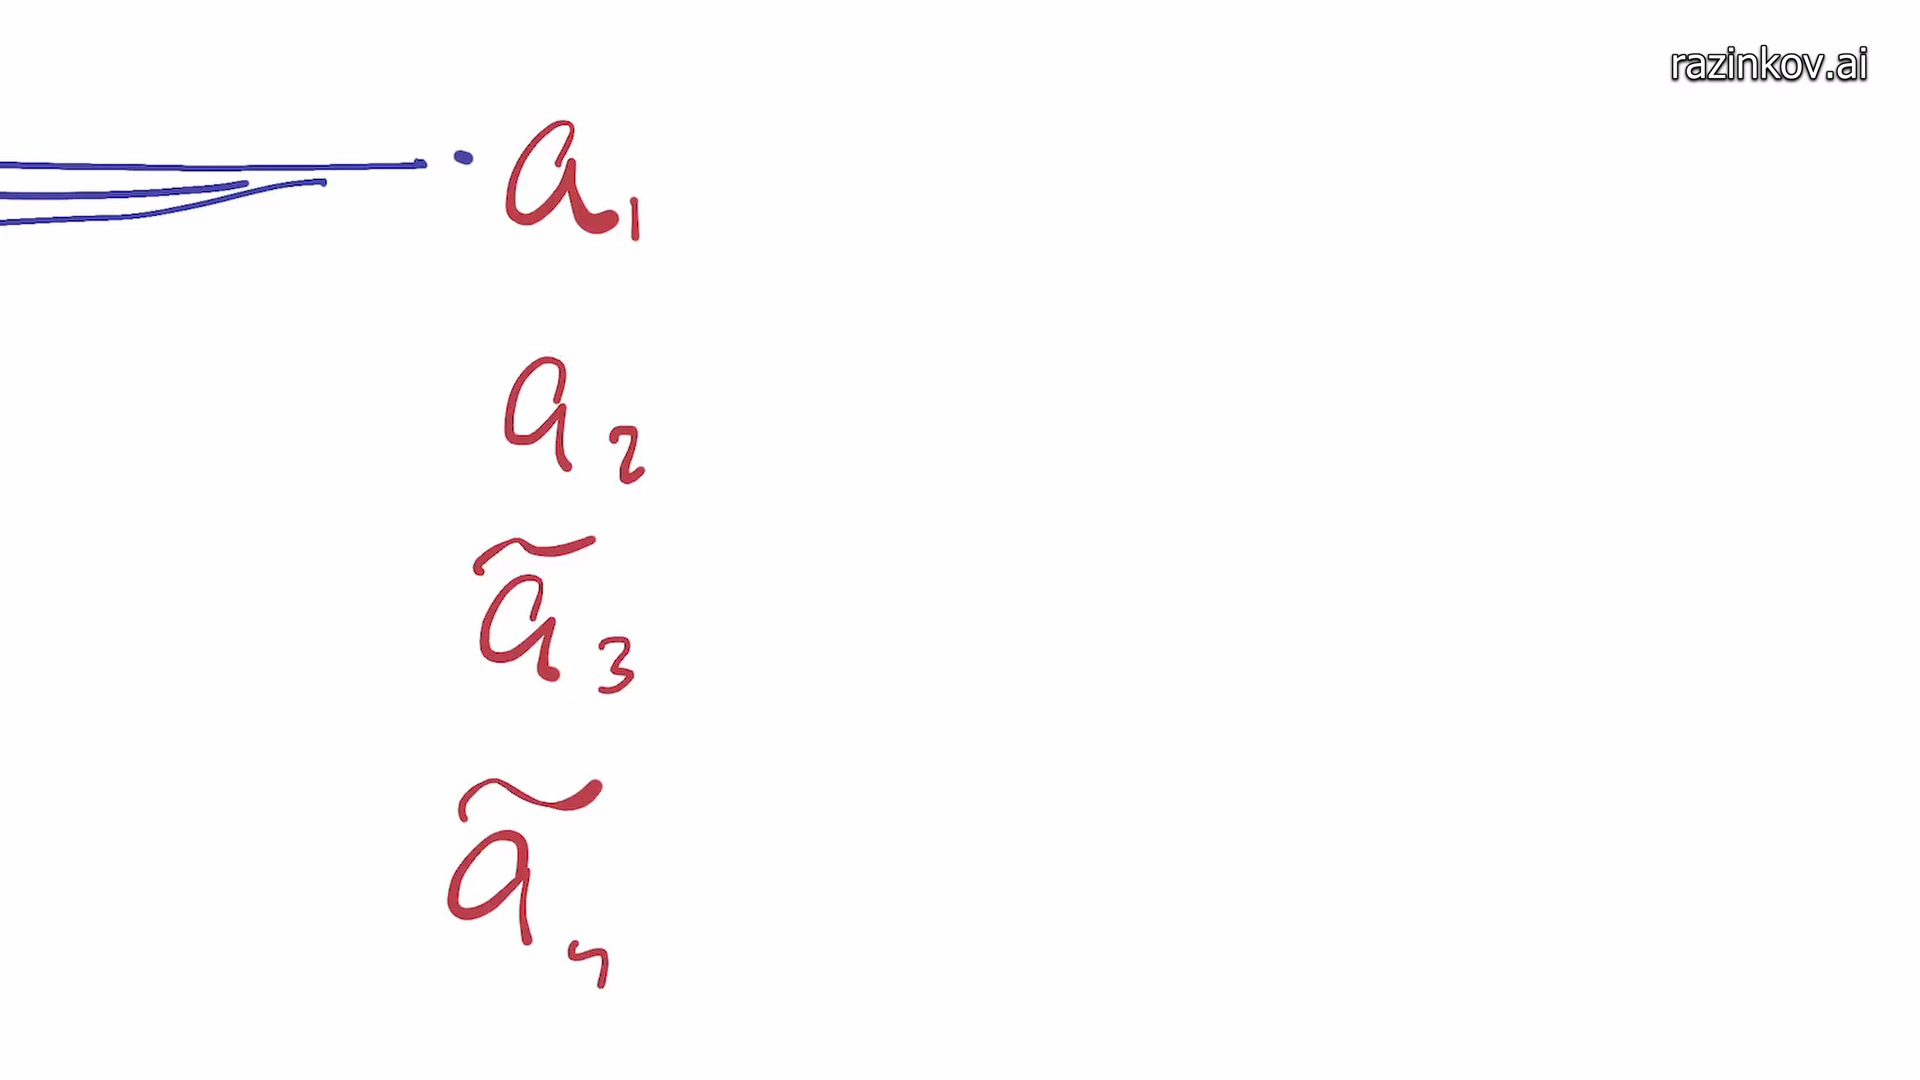 razinkov.ai
a₁
a₂
ã₃
ã₄